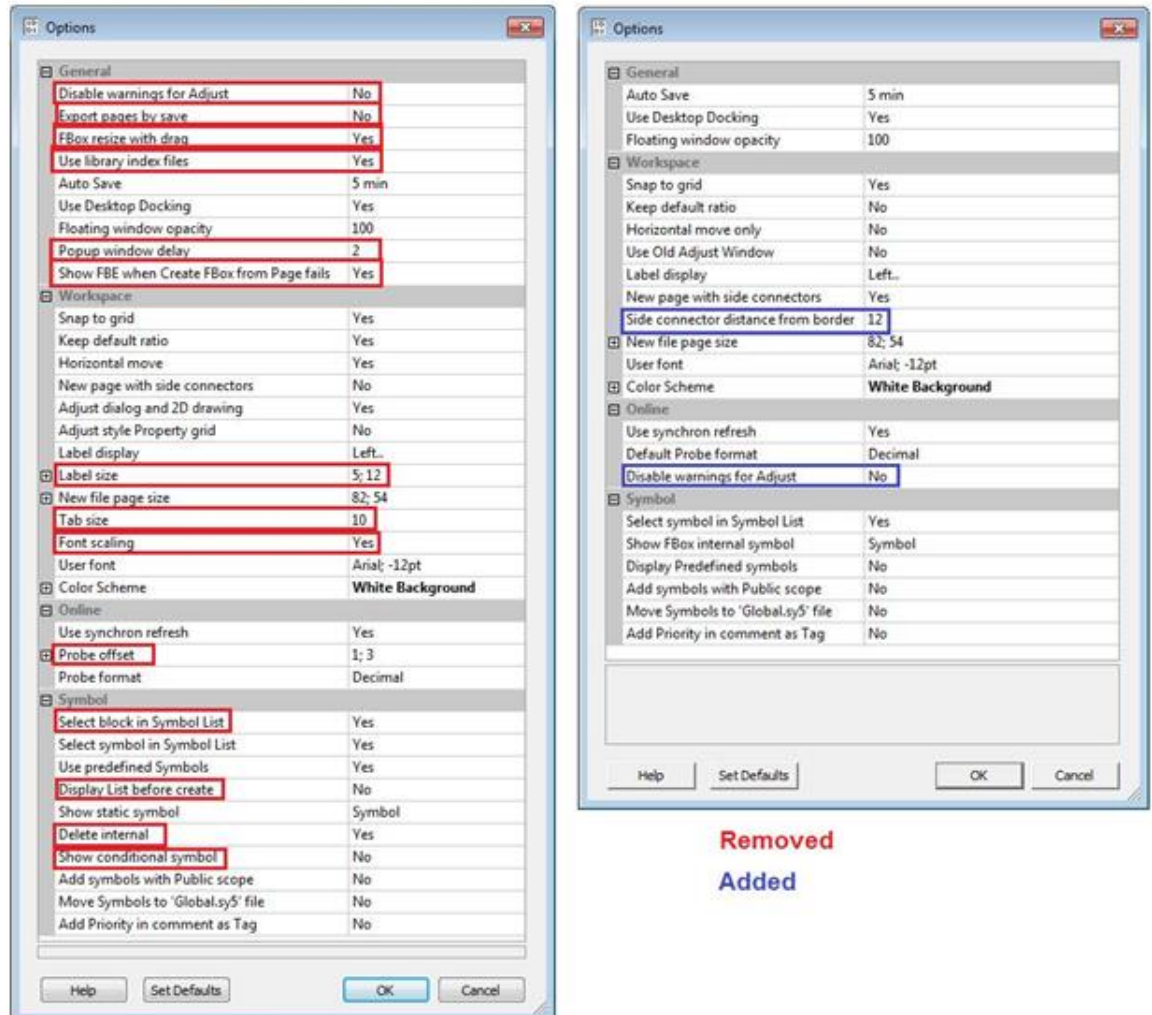 Options
General
Disable warnings for Adjust No
Export pages by save No
FBox resize with drag Yes
Use library index files Yes
Auto Save 5 min
Use Desktop Docking Yes
Floating window opacity 100
Popup window delay 2
Show FBE when Create FBox from Page fails Yes
Workspace
Snap to grid Yes
Keep default ratio Yes
Horizontal move Yes
New page with side connectors No
Adjust dialog and 2D drawing Yes
Adjust style Property grid No
Label display Left..
Label size 5; 12
New file page size 82; 54
Tab size 10
Font scaling Yes
User font Arial; -12pt
Color Scheme White Background
Online
Use synchron refresh Yes
Probe offset 1; 3
Probe format Decimal
Symbol
Select block in Symbol List Yes
Select symbol in Symbol List Yes
Use predefined Symbols Yes
Display List before create No
Show static symbol Symbol
Delete internal Yes
Show conditional symbol No
Add symbols with Public scope No
Move Symbols to 'Global.sy5' file No
Add Priority in comment as Tag No
Help Set Defaults OK Cancel
Options
General
Auto Save 5 min
Use Desktop Docking Yes
Floating window opacity 100
Workspace
Snap to grid Yes
Keep default ratio No
Horizontal move only No
Use Old Adjust Window No
Label display Left..
New page with side connectors Yes
Side connector distance from border 12
New file page size 82; 54
User font Arial; -12pt
Color Scheme White Background
Online
Use synchron refresh Yes
Default Probe format Decimal
Disable warnings for Adjust No
Symbol
Select symbol in Symbol List Yes
Show FBox internal symbol Symbol
Display Predefined symbols No
Add symbols with Public scope No
Move Symbols to 'Global.sy5' file No
Add Priority in comment as Tag No
Help Set Defaults OK Cancel
Removed
Added